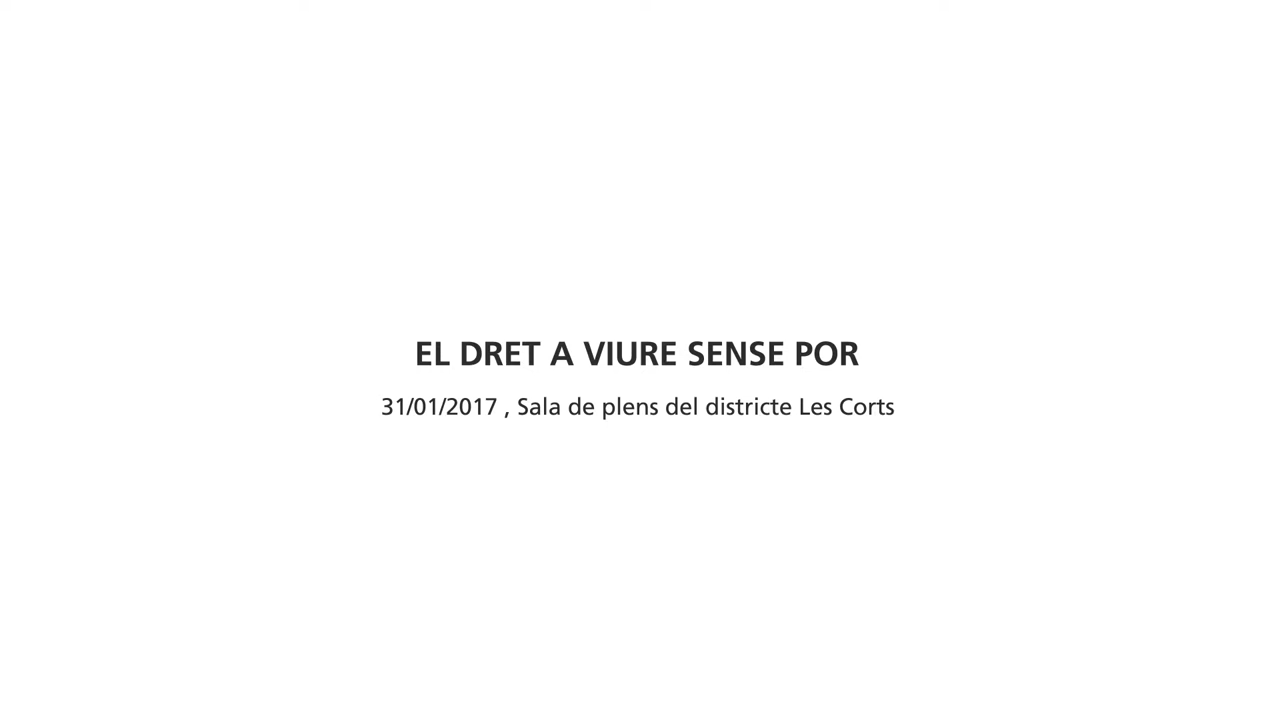 EL DRET A VIURE SENSE POR
31/01/2017 , Sala de plens del districte Les Corts